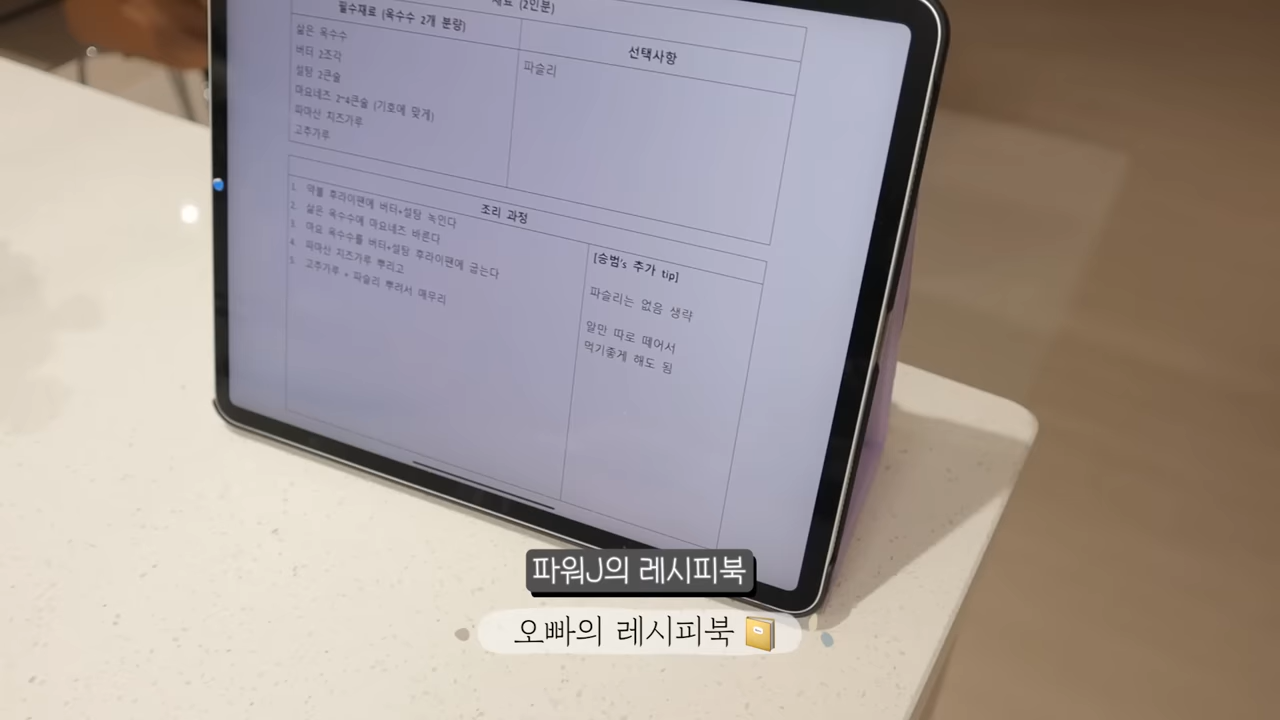 재료 (2인분)
필수재료 (옥수수 2개 분량)
선택사항
삶은 옥수수
버터 2조각
설탕 2큰술
마요네즈 2~4큰술 (기호에 맞게)
파마산 치즈가루
고추가루
파슬리
조리 과정
1. 약불 후라이팬에 버터+설탕 녹인다
2. 삶은 옥수수에 마요네즈 바른다
3. 마요 옥수수를 버터+설탕 후라이팬에 굽는다
4. 파마산 치즈가루 뿌리고
5. 고추가루 + 파슬리 뿌려서 마무리
[승범's 추가 tip]
파슬리는 없음 생략
알만 따로 떼어서
먹기좋게 해도 됨
파워J의 레시피북
오빠의 레시피북